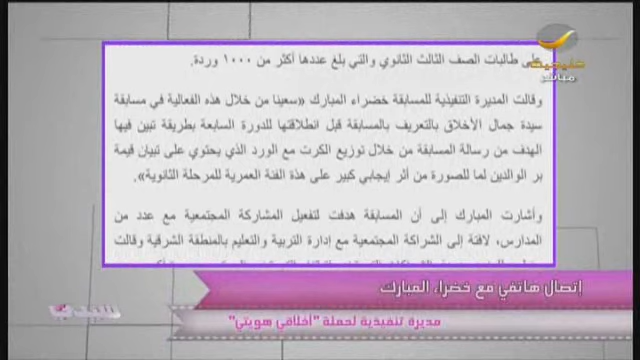 خليجية
مباشر
على طالبات الصف الثالث الثانوي والتي بلغ عددها أكثر من ١٠٠٠ وردة.
وقالت المديرة التنفيذية للمسابقة خضراء المبارك «سعينا من خلال هذه الفعالية في مسابقة
سيدة جمال الأخلاق بالتعريف بالمسابقة قبل انطلاقتها للدورة السابعة بطريقة تبين فيها
الهدف من رسالة المسابقة من خلال توزيع الكرت مع الورد الذي يحتوي على تبيان قيمة
بر الوالدين لما للصورة من أثر إيجابي كبير على هذة الفئة العمرية للمرحلة الثانوية».
وأشارت المبارك إلى أن المسابقة هدفت لتفعيل المشاركة المجتمعية مع عدد من
المدارس، لافتة إلى الشراكة المجتمعية مع إدارة التربية والتعليم بالمنطقة الشرقية وقالت
إتصال هاتفي مع خضراء المبارك
مديرة تنفيذية لحملة "أخلاقي هويتي"